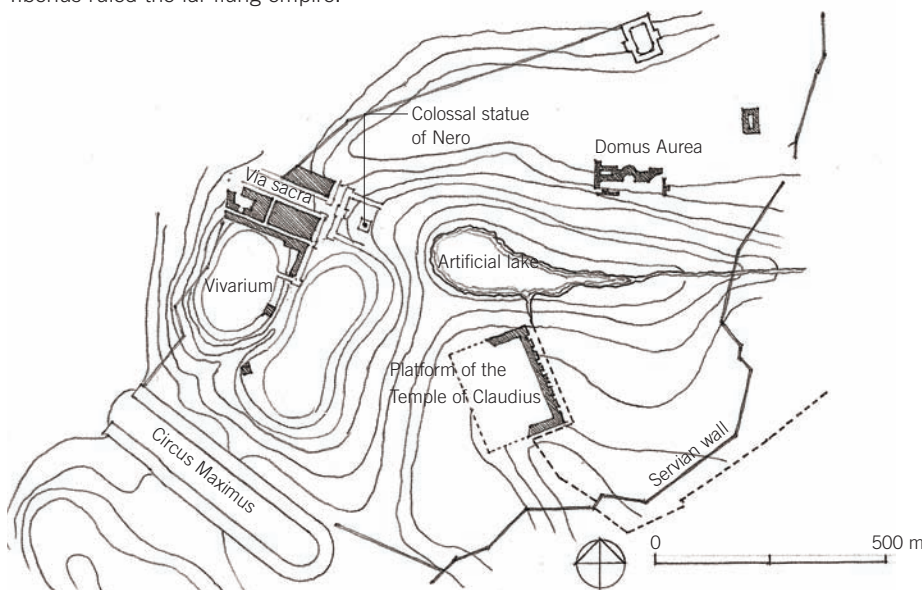 Tiberius ruled the far-flung empire.
Colossal statue
of Nero
Domus Aurea
Via sacra
Artificial lake
Vivarium
Platform of the
Temple of Claudius
Circus Maximus
Servian wall
0
500 m